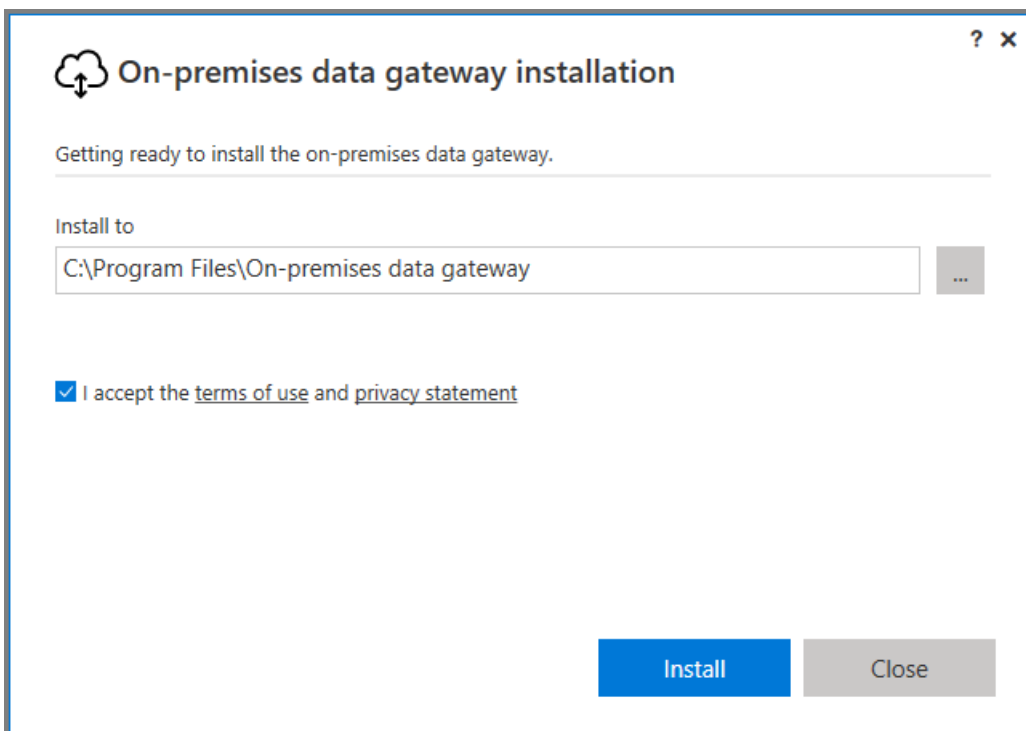 ? ×
On-premises data gateway installation
Getting ready to install the on-premises data gateway.
Install to
C:\Program Files\On-premises data gateway
...
I accept the terms of use and privacy statement
Install Close